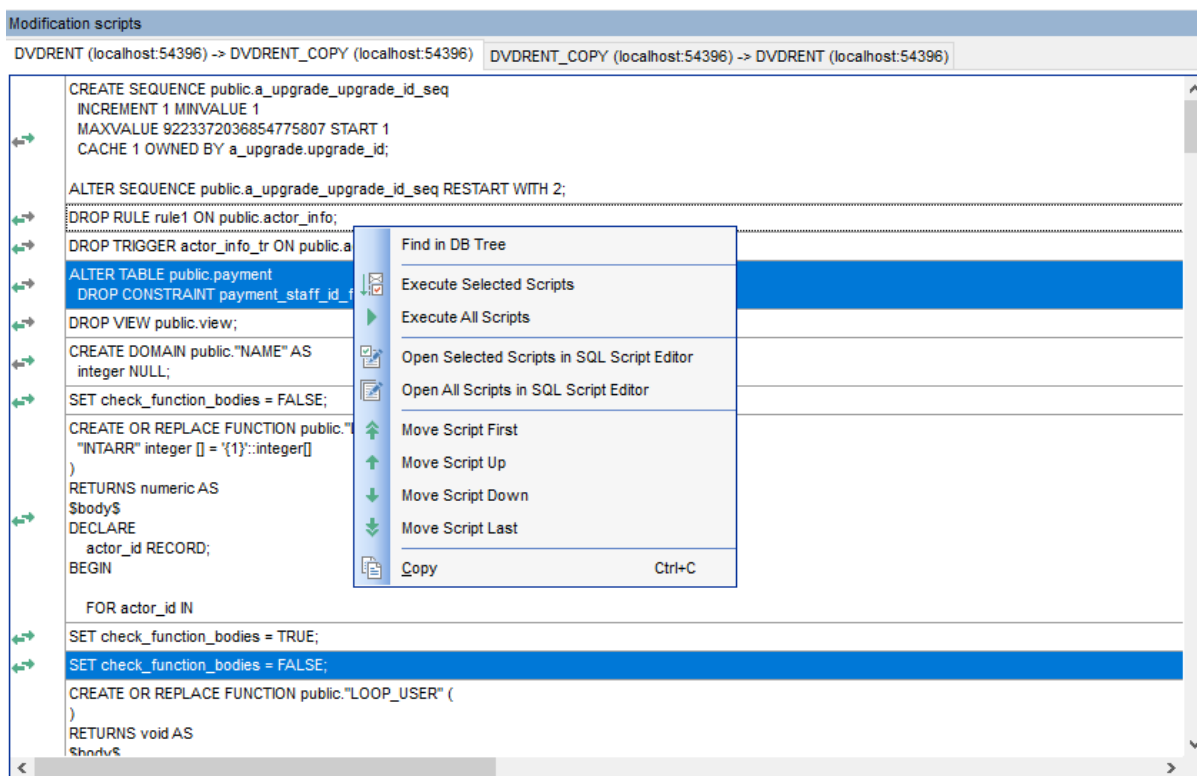 Modification scripts
DVDRENT (localhost:54396) -> DVDRENT_COPY (localhost:54396)
DVDRENT_COPY (localhost:54396) -> DVDRENT (localhost:54396)
CREATE SEQUENCE public.a_upgrade_upgrade_id_seq
INCREMENT 1 MINVALUE 1
MAXVALUE 9223372036854775807 START 1
CACHE 1 OWNED BY a_upgrade.upgrade_id;
ALTER SEQUENCE public.a_upgrade_upgrade_id_seq RESTART WITH 2;
DROP RULE rule1 ON public.actor_info;
DROP TRIGGER actor_info_tr ON public.a
ALTER TABLE public.payment
DROP CONSTRAINT payment_staff_id_f
DROP VIEW public.view;
CREATE DOMAIN public."NAME" AS
integer NULL;
SET check_function_bodies = FALSE;
CREATE OR REPLACE FUNCTION public."
"INTARR" integer [] = '{1}'::integer[]
)
RETURNS numeric AS
$body$
DECLARE
actor_id RECORD;
BEGIN
FOR actor_id IN
SET check_function_bodies = TRUE;
SET check_function_bodies = FALSE;
CREATE OR REPLACE FUNCTION public."LOOP_USER" (
)
RETURNS void AS
$body$
Find in DB Tree
Execute Selected Scripts
Execute All Scripts
Open Selected Scripts in SQL Script Editor
Open All Scripts in SQL Script Editor
Move Script First
Move Script Up
Move Script Down
Move Script Last
Copy Ctrl+C